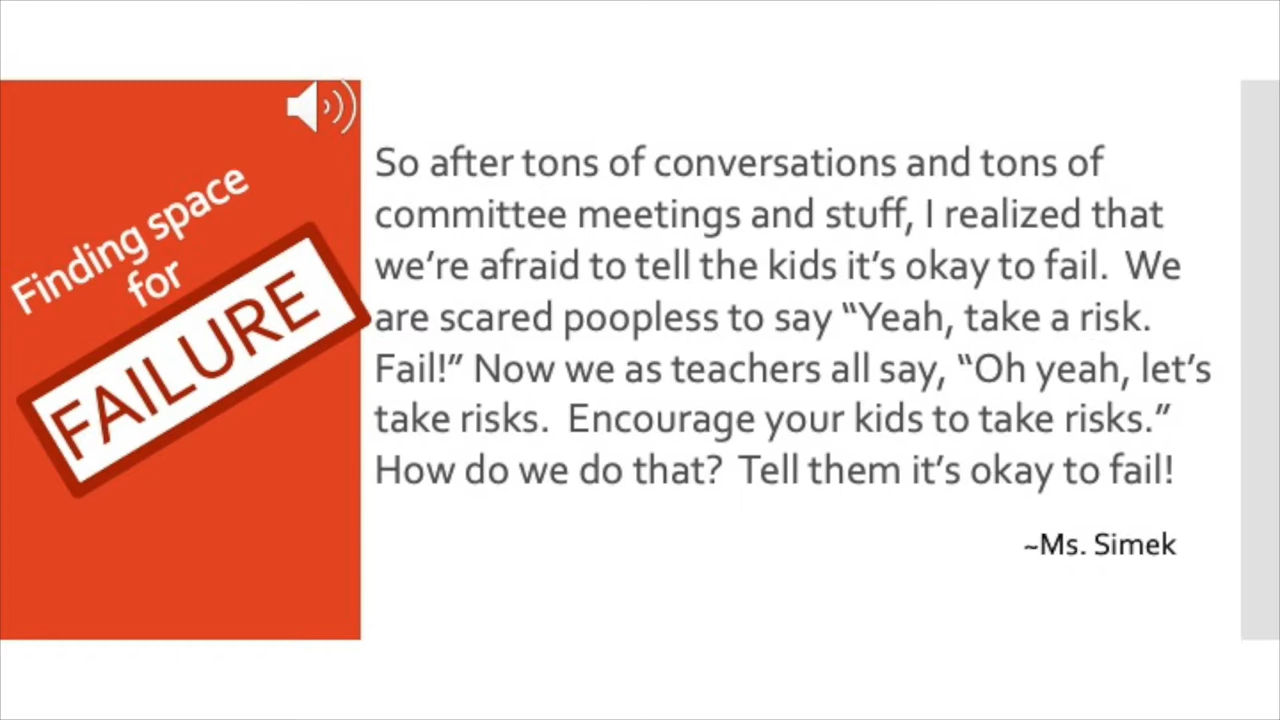 Finding space
for
FAILURE
So after tons of conversations and tons of
committee meetings and stuff, I realized that
we’re afraid to tell the kids it’s okay to fail.  We
are scared poopless to say “Yeah, take a risk.
Fail!” Now we as teachers all say, “Oh yeah, let’s
take risks.  Encourage your kids to take risks.”
How do we do that?  Tell them it’s okay to fail!
~Ms. Simek